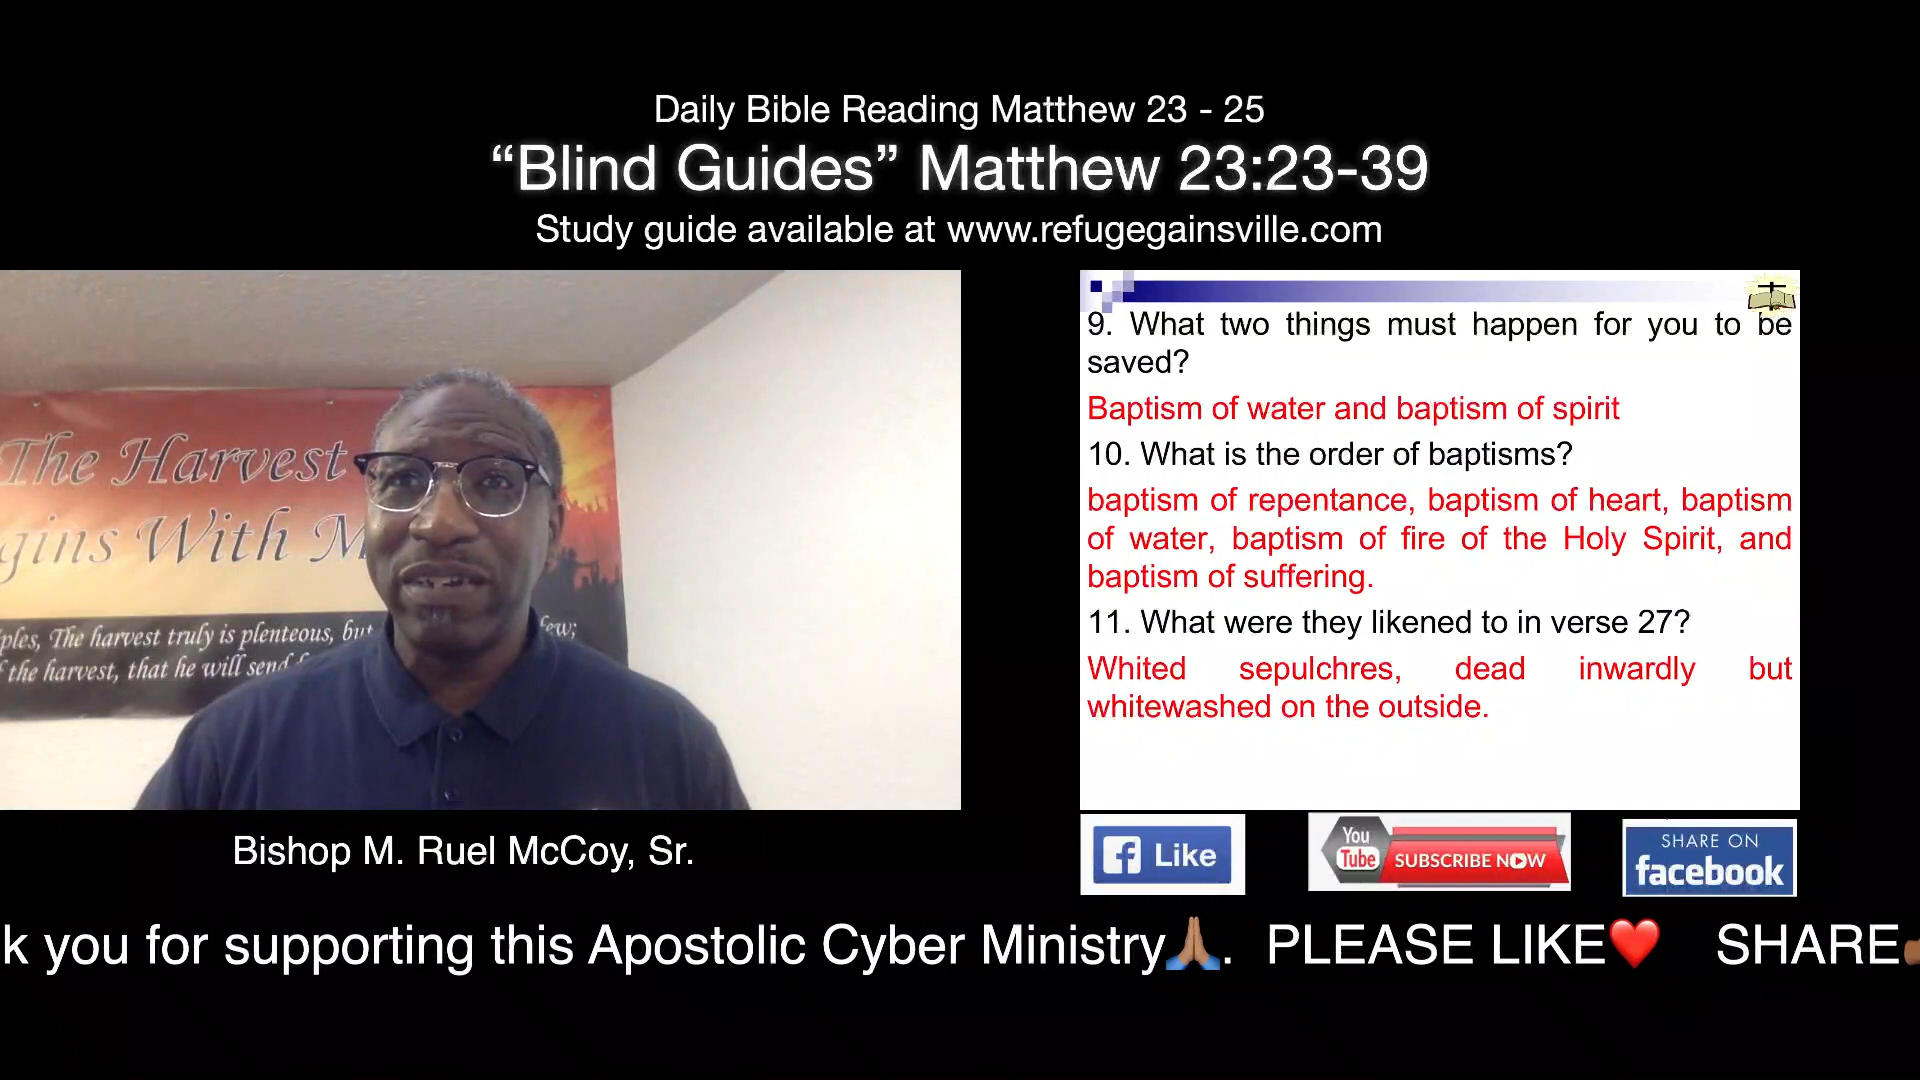 Daily Bible Reading Matthew 23 - 25
“Blind Guides” Matthew 23:23-39
Study guide available at www.refugegainsville.com
The Harvest
gins With M
ples, The harvest truly is plenteous, but
few;
f the harvest, that he will send
9. What two things must happen for you to be
saved?
Baptism of water and baptism of spirit
10. What is the order of baptisms?
baptism of repentance, baptism of heart, baptism
of water, baptism of fire of the Holy Spirit, and
baptism of suffering.
11. What were they likened to in verse 27?
Whited sepulchres, dead inwardly but
whitewashed on the outside.
Bishop M. Ruel McCoy, Sr.
f Like
You
Tube
SUBSCRIBE NOW
SHARE ON
facebook
k you for supporting this Apostolic Cyber Ministry🙏🏽. PLEASE LIKE❤️ SHARE